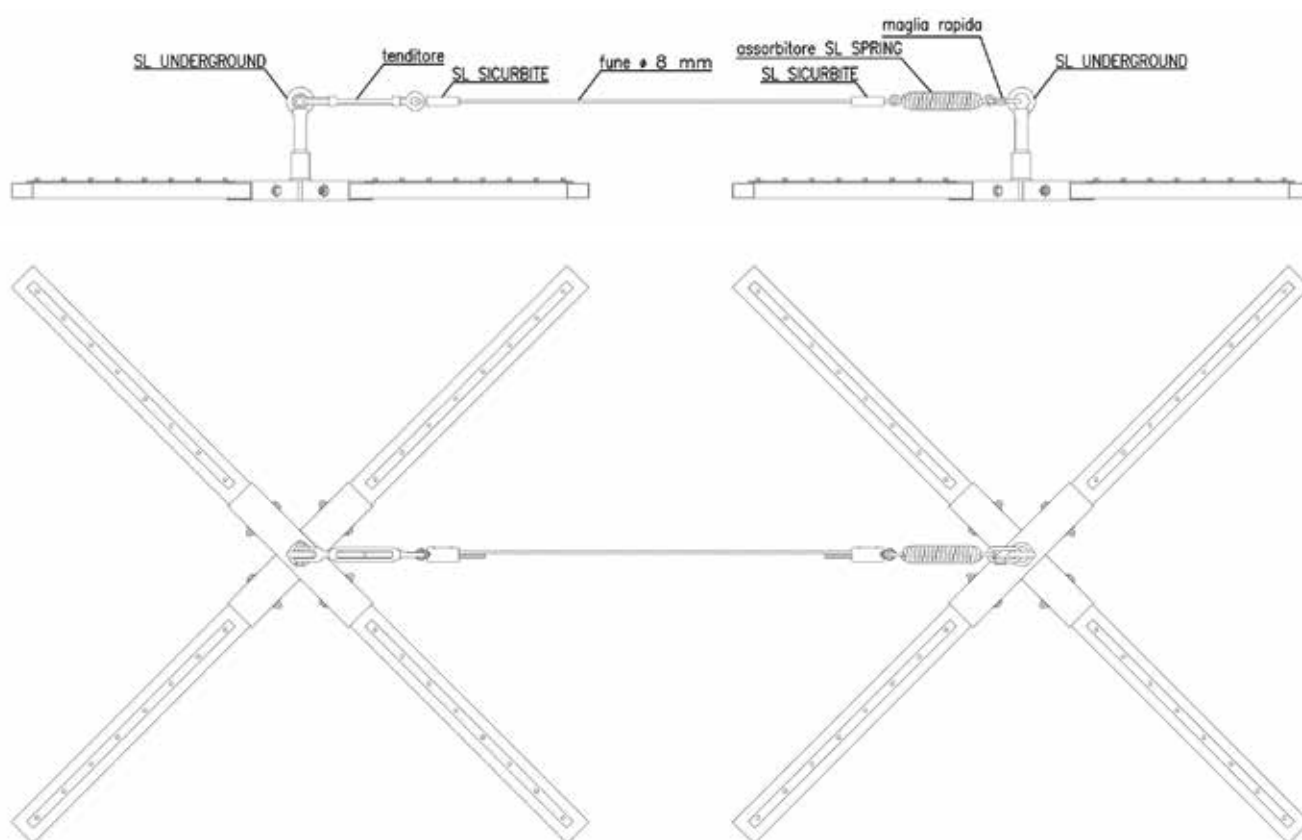 SL UNDERGROUND
tenditore
SL SICURBITE
fune ø 8 mm
assorbitore SL SPRING
SL SICURBITE
maglia rapida
SL UNDERGROUND